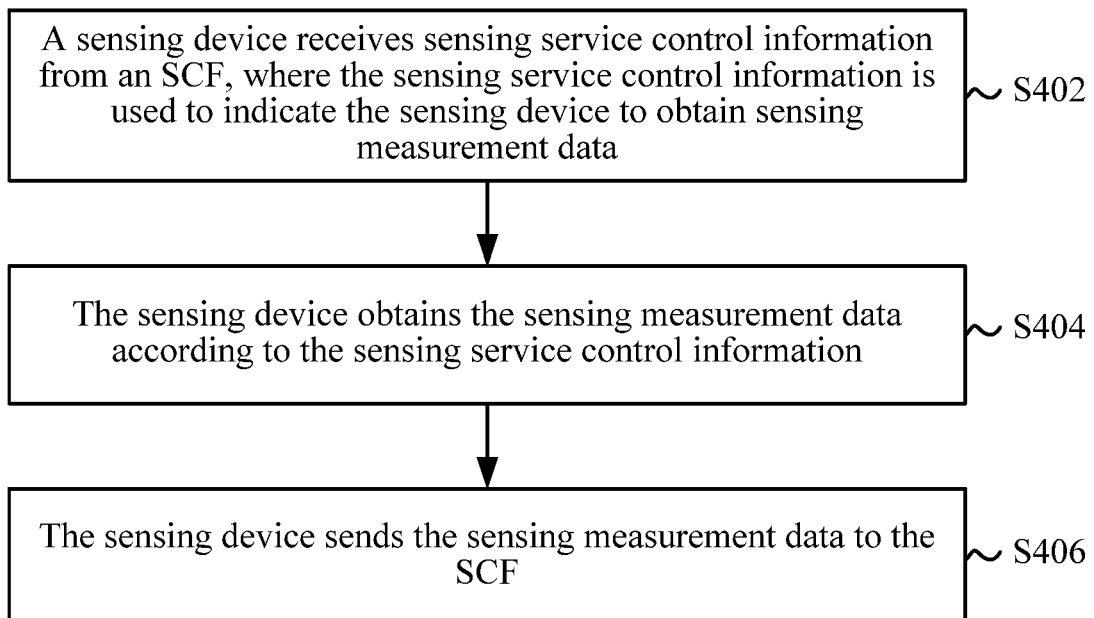 A sensing device receives sensing service control information
from an SCF, where the sensing service control information is
used to indicate the sensing device to obtain sensing
measurement data
S402
The sensing device obtains the sensing measurement data
according to the sensing service control information
S404
The sensing device sends the sensing measurement data to the
SCF
S406